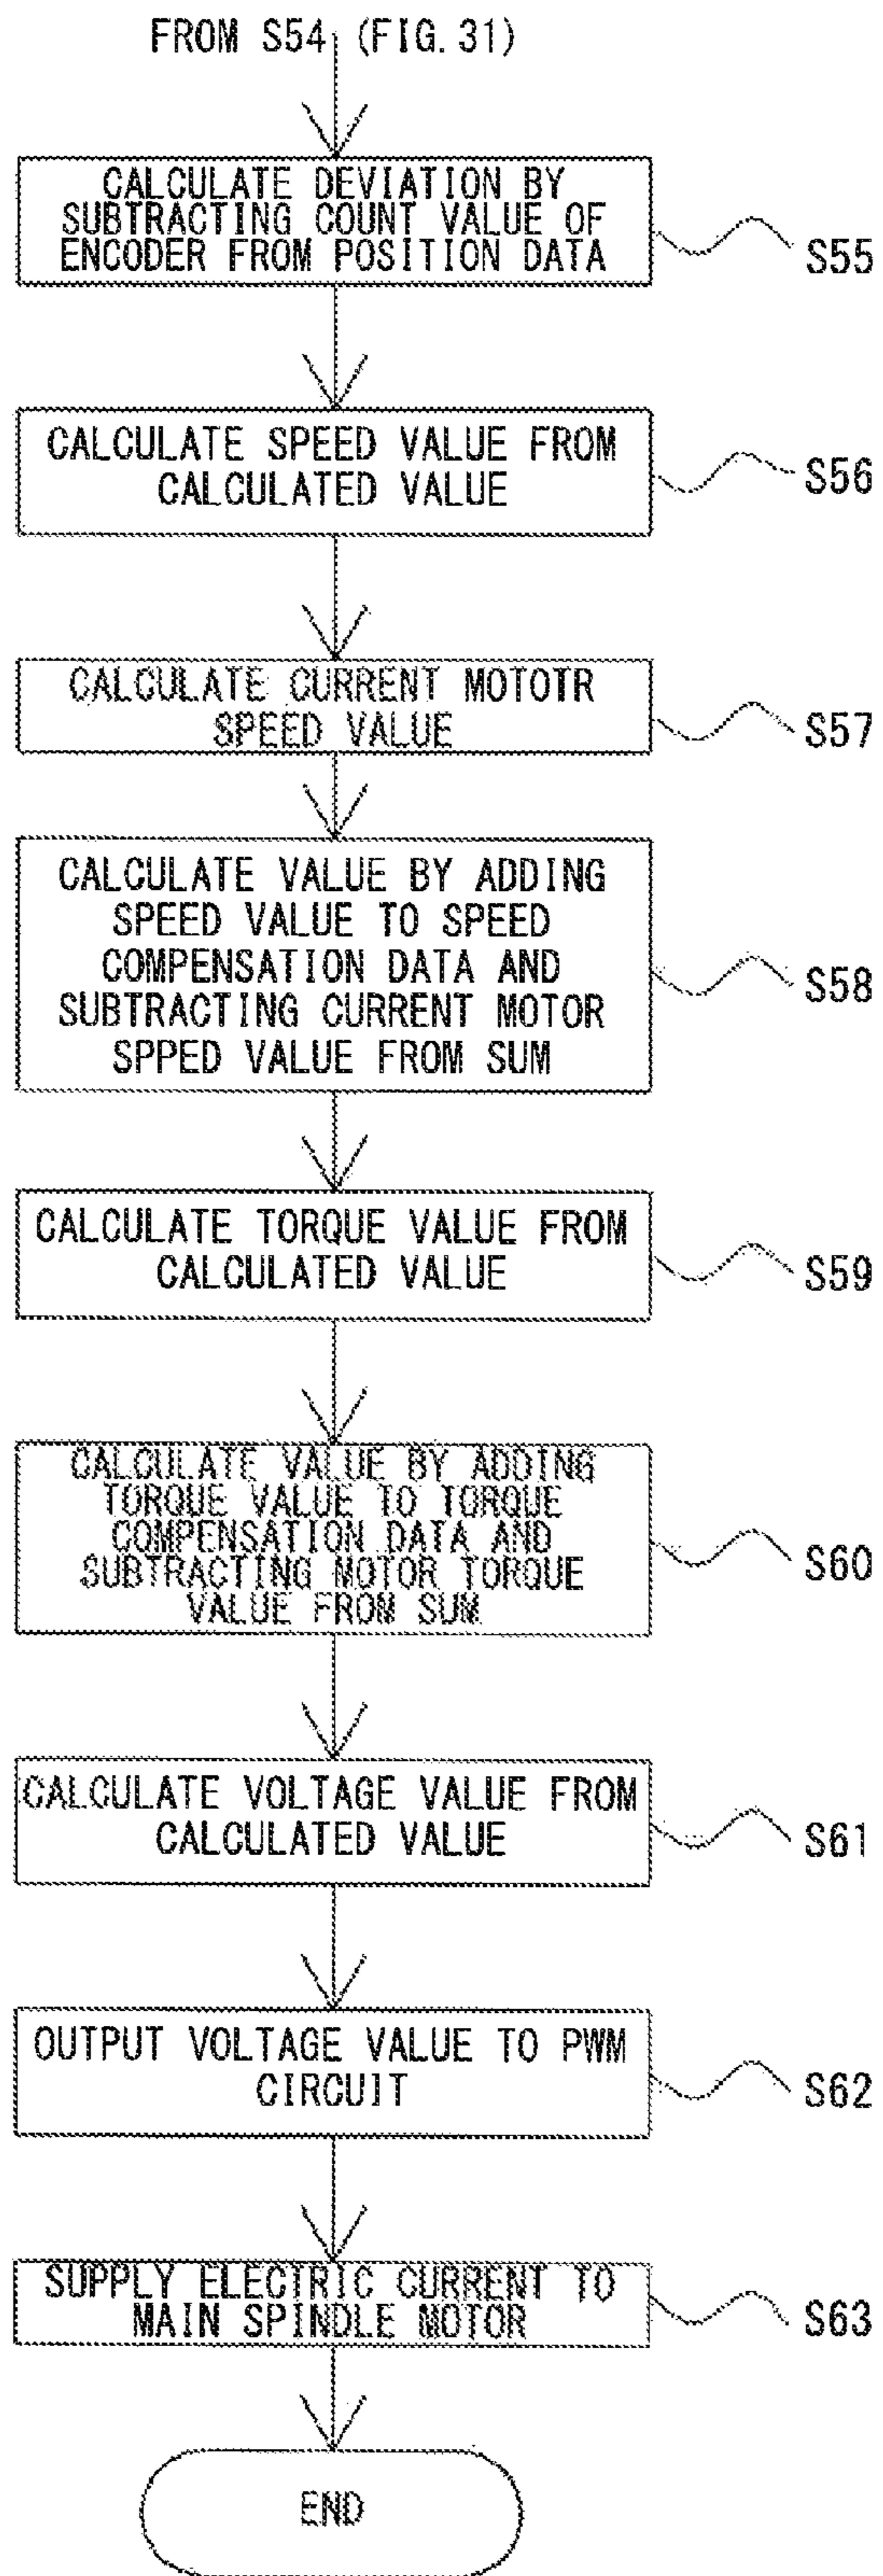 FROM S54 (FIG.31)
CALCULATE DEVIATION BY
SUBTRACTING COUNT VALUE OF
ENCODER FROM POSITION DATA
S55
CALCULATE SPEED VALUE FROM
CALCULATED VALUE
S56
CALCULATE CURRENT MOTOTR
SPEED VALUE
S57
CALCULATE VALUE BY ADDING
SPEED VALUE TO SPEED
COMPENSATION DATA AND
SUBTRACTING CURRENT MOTOR
SPPED VALUE FROM SUM
S58
CALCULATE TORQUE VALUE FROM
CALCULATED VALUE
S59
CALCULATE VALUE BY ADDING
TORQUE VALUE TO TORQUE
COMPENSATION DATA AND
SUBTRACTING MOTOR TORQUE
VALUE FROM SUM
S60
CALCULATE VOLTAGE VALUE FROM
CALCULATED VALUE
S61
OUTPUT VOLTAGE VALUE TO PWM
CIRCUIT
S62
SUPPLY ELECTRIC CURRENT TO
MAIN SPINDLE MOTOR
S63
END